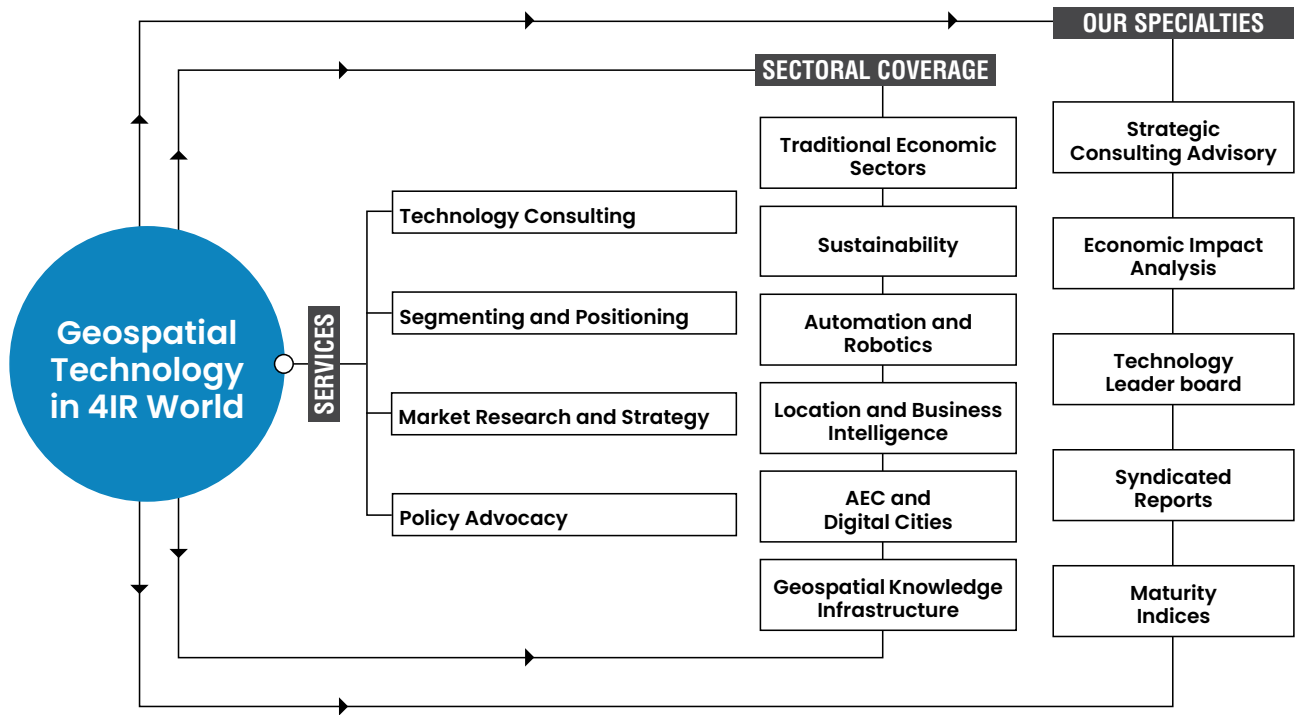 OUR SPECIALTIES
SECTORAL COVERAGE
Geospatial
Technology
in 4IR World
SERVICES
Technology Consulting
Segmenting and Positioning
Market Research and Strategy
Policy Advocacy
Traditional Economic
Sectors
Sustainability
Automation and
Robotics
Location and Business
Intelligence
AEC and
Digital Cities
Geospatial Knowledge
Infrastructure
Strategic
Consulting Advisory
Economic Impact
Analysis
Technology
Leader board
Syndicated
Reports
Maturity
Indices